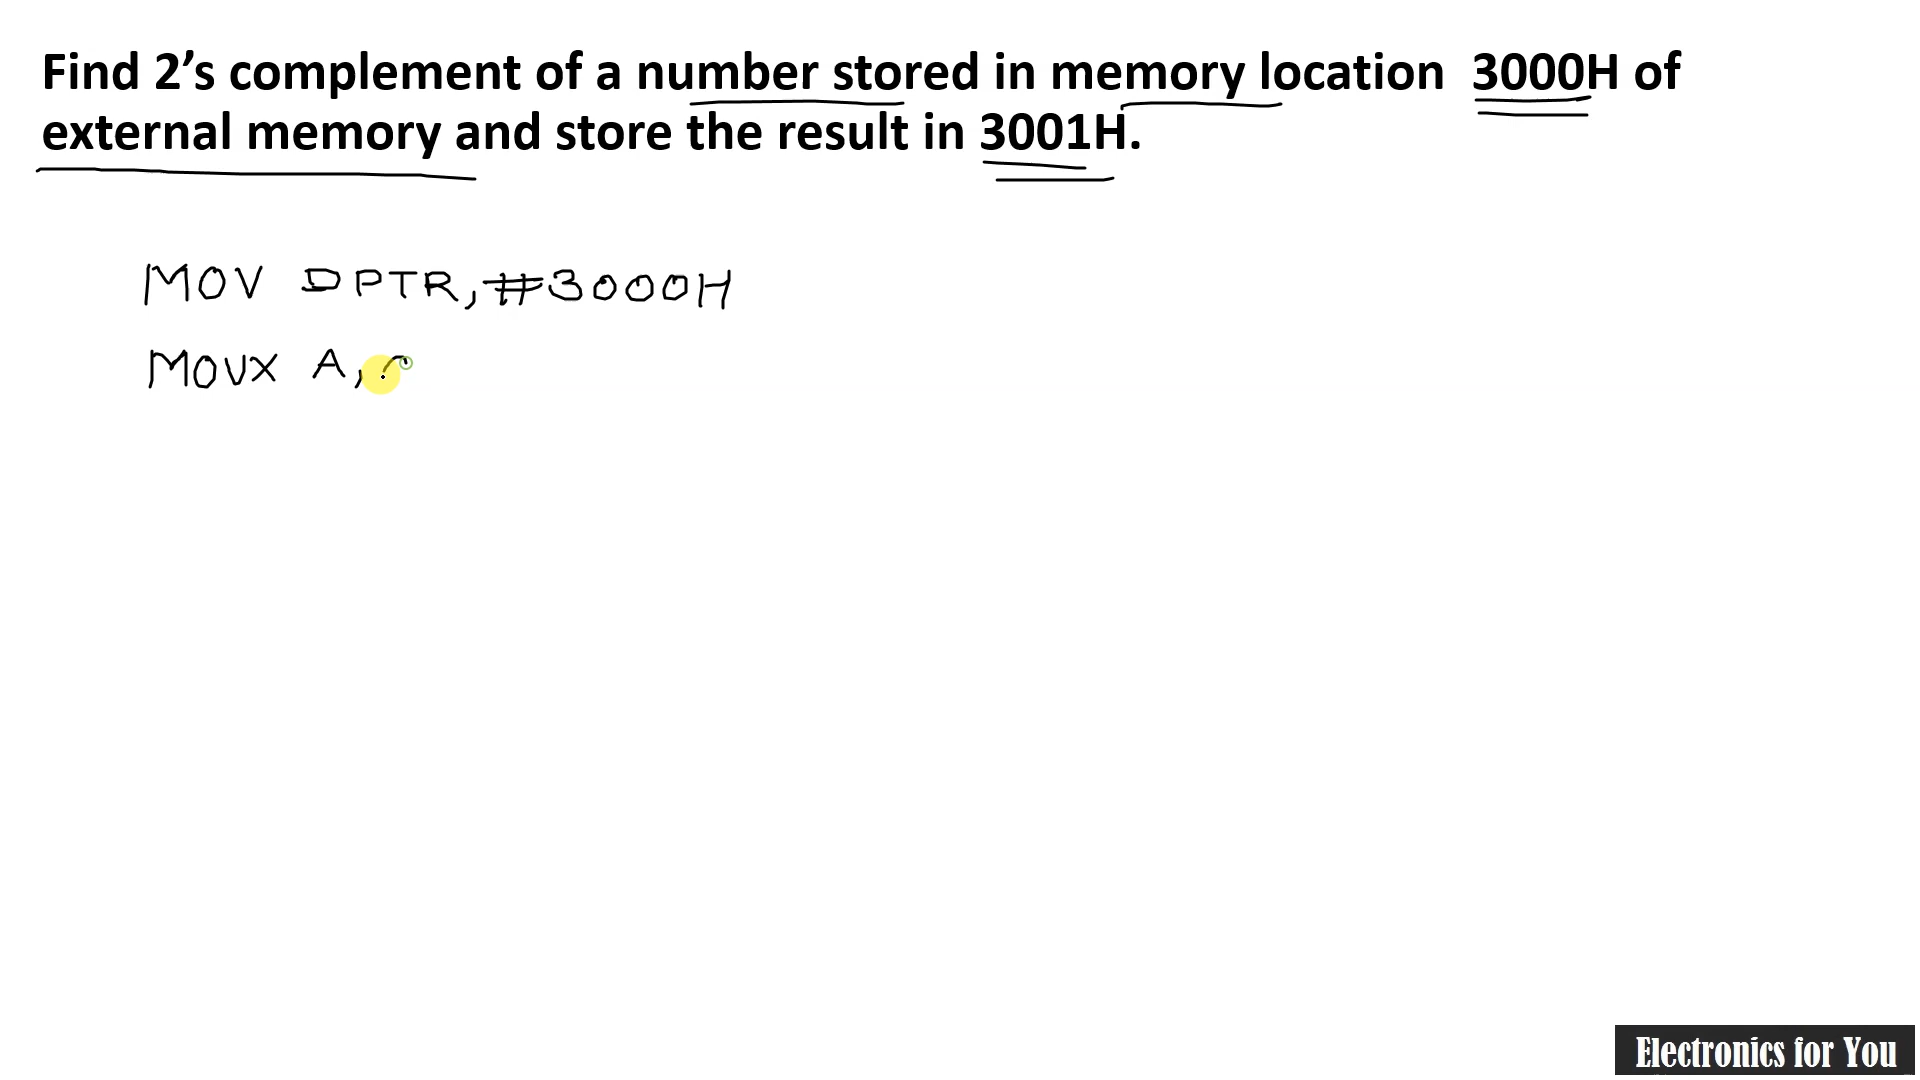 Find 2’s complement of a number stored in memory location 3000H of
external memory and store the result in 3001H.
MOV DPTR,#3000H
MOVX A,
Electronics for You